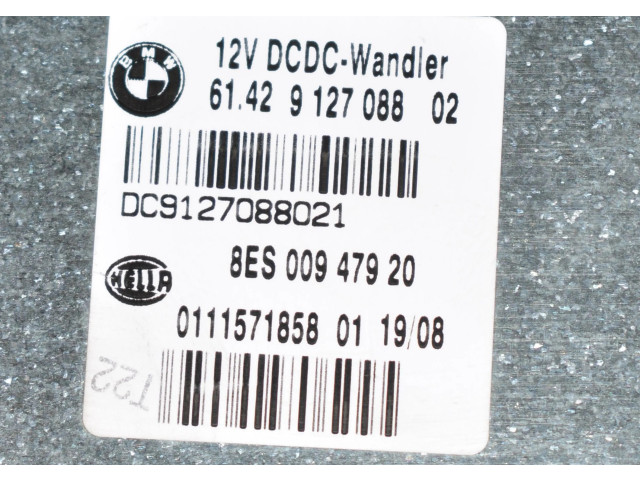 BMW
12V DCDC-Wandler
61.42 9 127 088 02
DC9127088021
8ES 009 479 20
HELLA
0111571858 01 19/08
T22